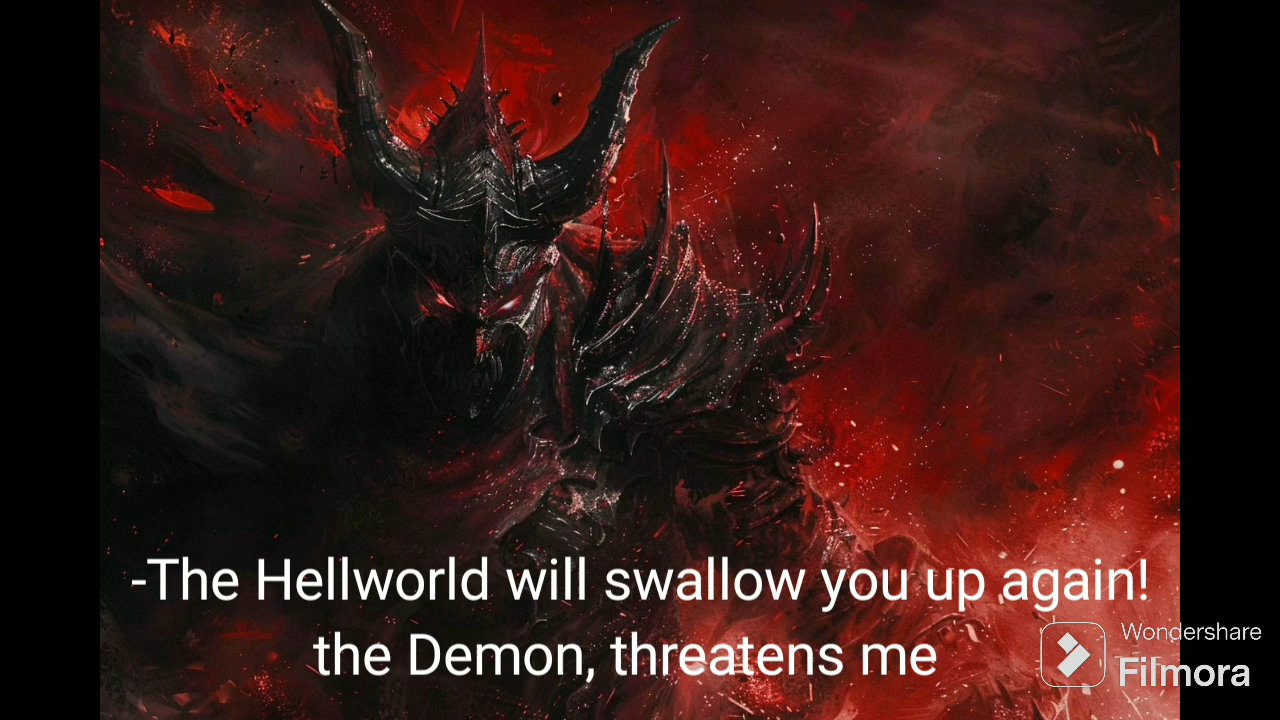 -The Hellworld will swallow you up again!
the Demon, threatens me
Wondershare
Filmora